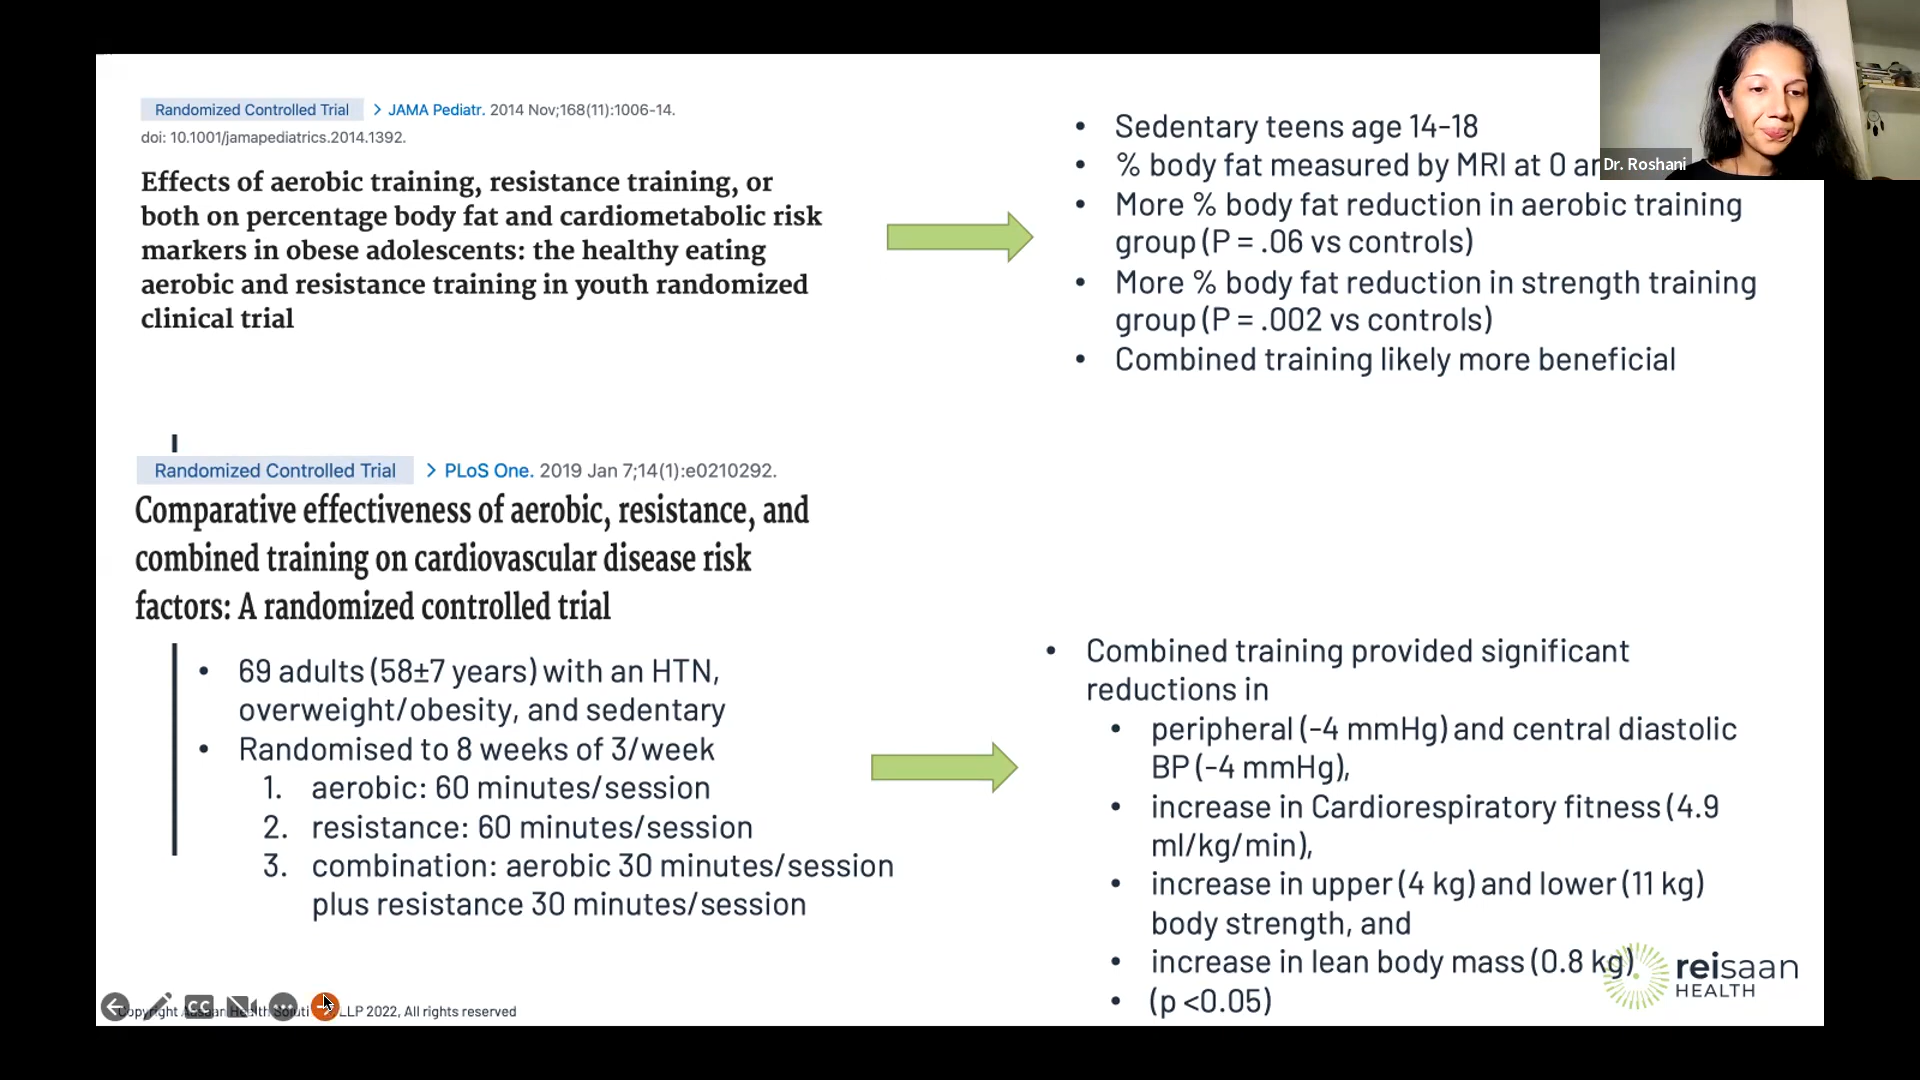 Randomized Controlled Trial > JAMA Pediatr. 2014 Nov;168(11):1006-14.
doi: 10.1001/jamapediatrics.2014.1392.
Effects of aerobic training, resistance training, or
both on percentage body fat and cardiometabolic risk
markers in obese adolescents: the healthy eating
aerobic and resistance training in youth randomized
clinical trial
• Sedentary teens age 14-18
• % body fat measured by MRI at 0
• More % body fat reduction in aerobic training
group (P = .06 vs controls)
• More % body fat reduction in strength training
group (P = .002 vs controls)
• Combined training likely more beneficial
Dr. Roshani
Randomized Controlled Trial > PLoS One. 2019 Jan 7;14(1):e0210292.
Comparative effectiveness of aerobic, resistance, and
combined training on cardiovascular disease risk
factors: A randomized controlled trial
• 69 adults (58±7 years) with an HTN,
overweight/obesity, and sedentary
• Randomised to 8 weeks of 3/week
1. aerobic: 60 minutes/session
2. resistance: 60 minutes/session
3. combination: aerobic 30 minutes/session
plus resistance 30 minutes/session
• Combined training provided significant
reductions in
• peripheral (-4 mmHg) and central diastolic
BP (-4 mmHg),
• increase in Cardiorespiratory fitness (4.9
ml/kg/min),
• increase in upper (4 kg) and lower (11 kg)
body strength, and
• increase in lean body mass (0.8 kg)
• (p <0.05)
reisaan
HEALTH
CC
LLP 2022, All rights reserved